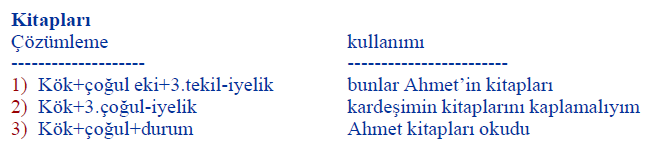 Kitapları
Çözümleme kullanımı
-------------------- ------------------------
1) Kök+çoğul eki+3.tekil-iyelik bunlar Ahmet’in kitapları
2) Kök+3.çoğul-iyelik kardeşimin kitaplarını kaplamalıyım
3) Kök+çoğul+durum Ahmet kitapları okudu